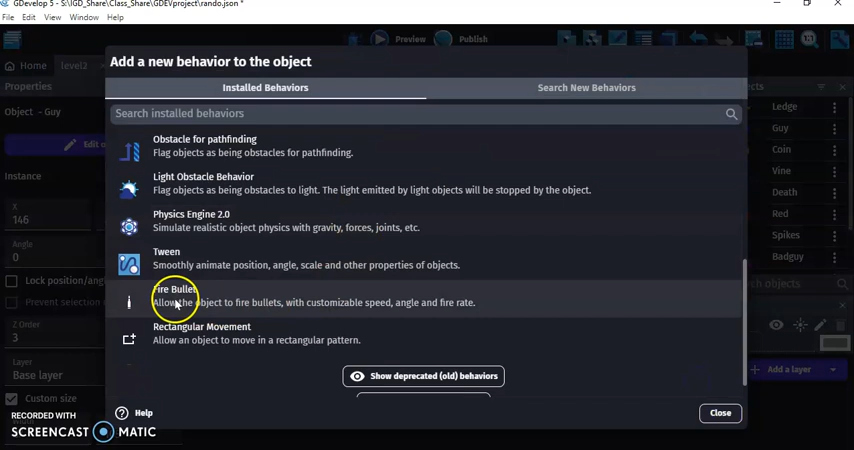 GDevelop 5 - S:\IGD_Share\Class_Share\GDEVproject\rando.json *
File Edit View Window Help
Preview Publish
Home level2
Add a new behavior to the object
Properties
Installed Behaviors Search New Behaviors
Search installed behaviors
Object - Guy
Instance
X
146
Angle
0
Lock position/angl
Prevent selection
Z Order
3
Layer
Base layer
Custom size
Obstacle for pathfinding
Flag objects as being obstacles for pathfinding.
Light Obstacle Behavior
Flag objects as being obstacles to light. The light emitted by light objects will be stopped by the object.
Physics Engine 2.0
Simulate realistic object physics with gravity, forces, joints, etc.
Tween
Smoothly animate position, angle, scale and other properties of objects.
Fire Bullet
Allow the object to fire bullets, with customizable speed, angle and fire rate.
Rectangular Movement
Allow an object to move in a rectangular pattern.
Show deprecated (old) behaviors
Help
Close
Ledge
Guy
Coin
Vine
Death
Red
Spikes
Badguy
objects
Add a layer
RECORDED WITH
SCREENCAST MATIC